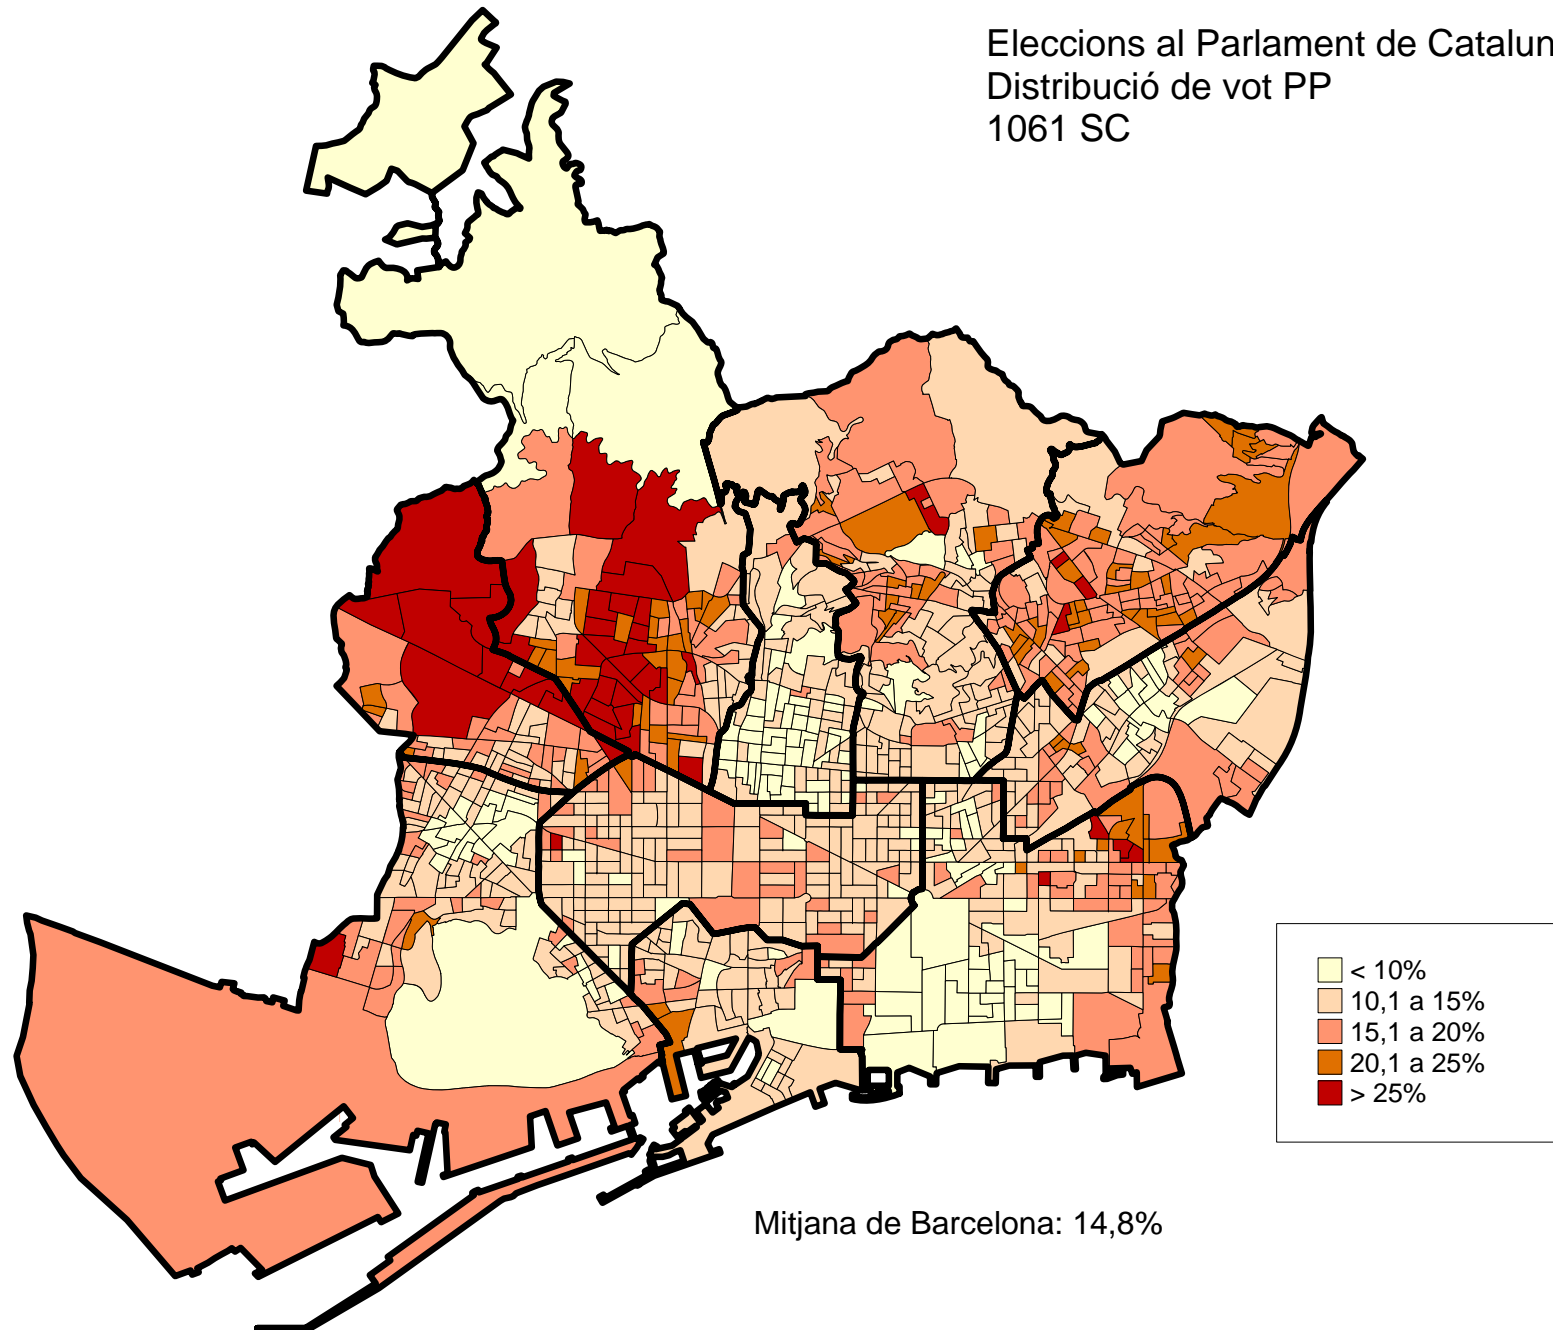 Eleccions al Parlament de Catalun
Distribució de vot PP
1061 SC
< 10%
10,1 a 15%
15,1 a 20%
20,1 a 25%
> 25%
Mitjana de Barcelona: 14,8%